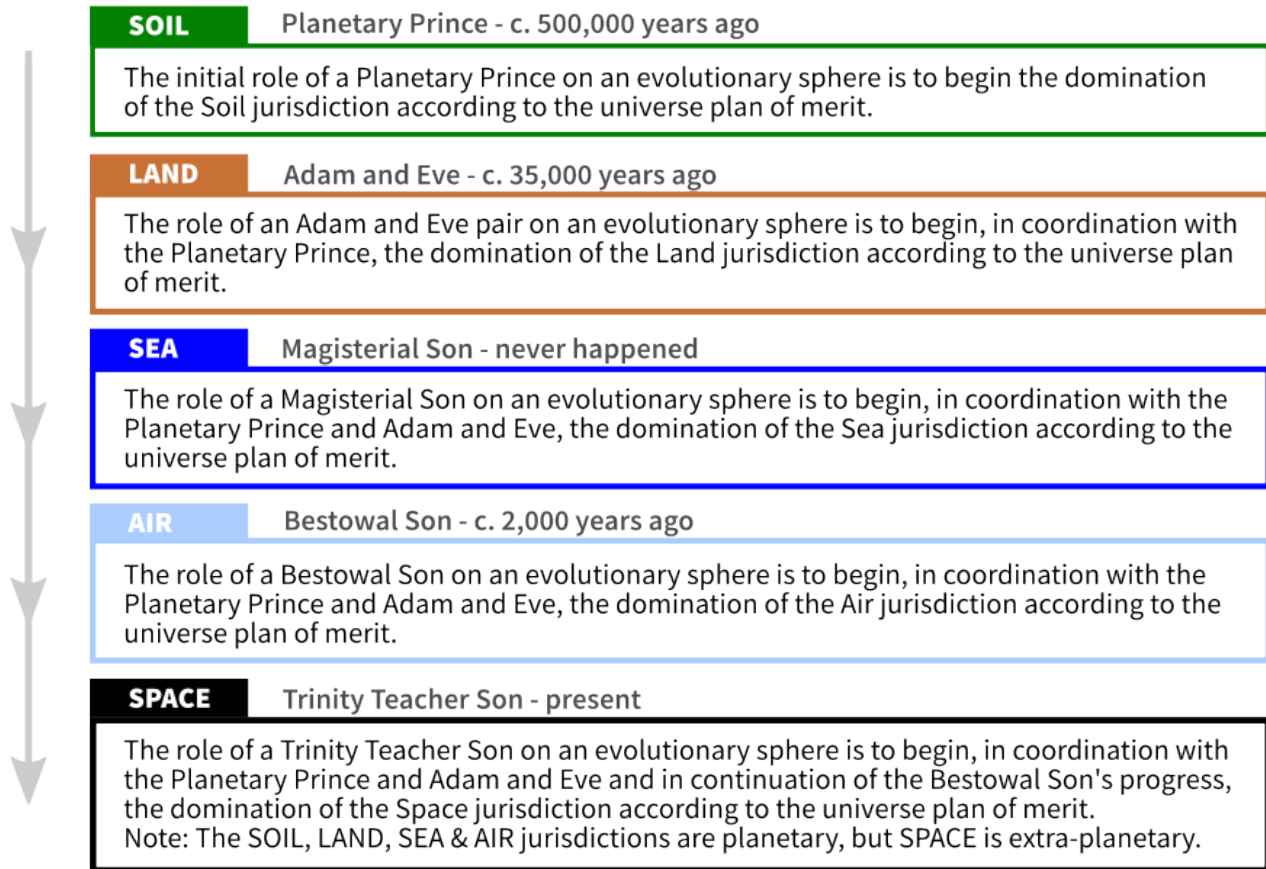 SOIL Planetary Prince - c. 500,000 years ago
The initial role of a Planetary Prince on an evolutionary sphere is to begin the domination
of the Soil jurisdiction according to the universe plan of merit.
LAND Adam and Eve - c. 35,000 years ago
The role of an Adam and Eve pair on an evolutionary sphere is to begin, in coordination with
the Planetary Prince, the domination of the Land jurisdiction according to the universe plan
of merit.
SEA Magisterial Son - never happened
The role of a Magisterial Son on an evolutionary sphere is to begin, in coordination with the
Planetary Prince and Adam and Eve, the domination of the Sea jurisdiction according to the
universe plan of merit.
AIR Bestowal Son - c. 2,000 years ago
The role of a Bestowal Son on an evolutionary sphere is to begin, in coordination with the
Planetary Prince and Adam and Eve, the domination of the Air jurisdiction according to the
universe plan of merit.
SPACE Trinity Teacher Son - present
The role of a Trinity Teacher Son on an evolutionary sphere is to begin, in coordination with
the Planetary Prince and Adam and Eve and in continuation of the Bestowal Son's progress,
the domination of the Space jurisdiction according to the universe plan of merit.
Note: The SOIL, LAND, SEA & AIR jurisdictions are planetary, but SPACE is extra-planetary.